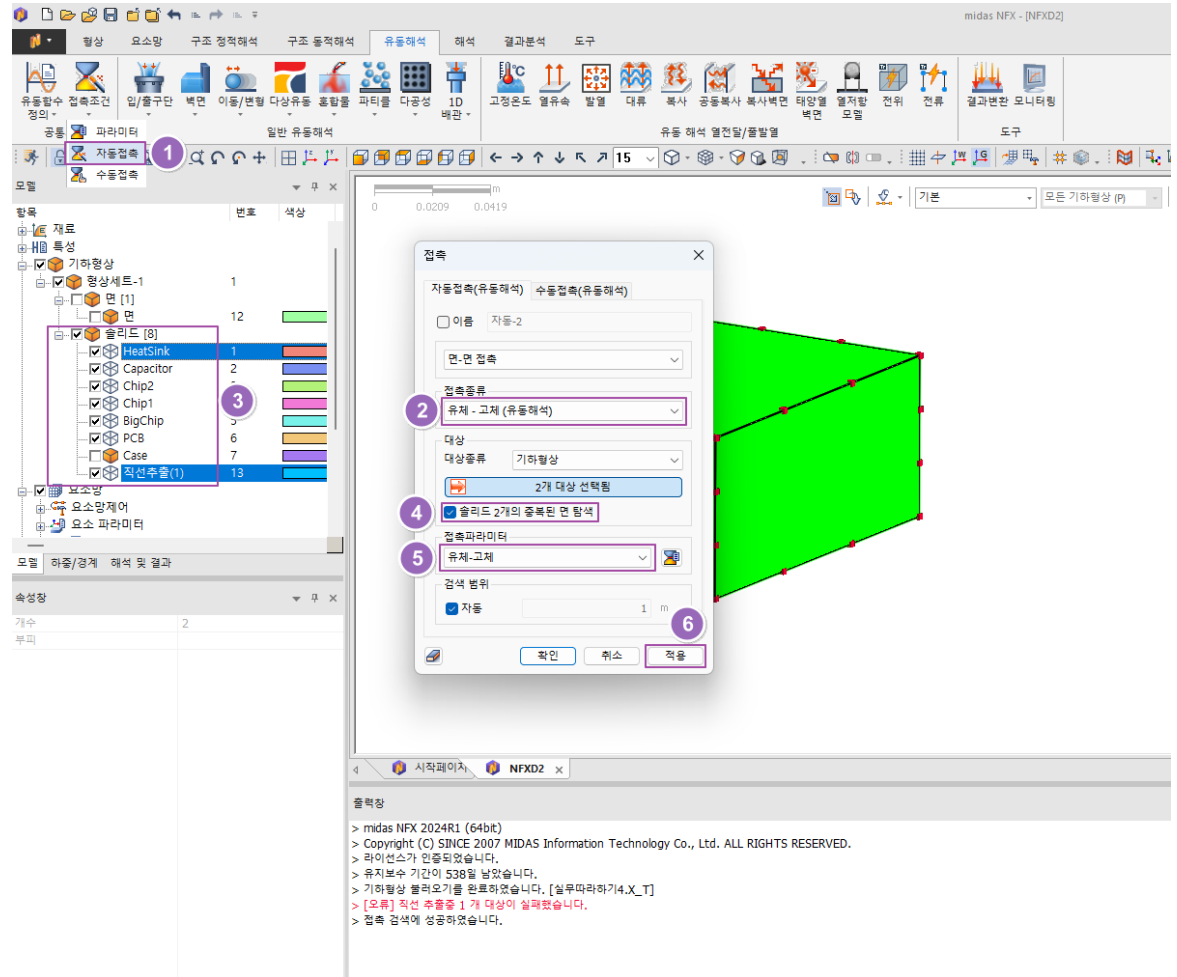 midas NFX - [NFXD2]
형상 요소망 구조 정적해석 구조 동적해석 유동해석 해석 결과분석 도구
유동함수 정의 접촉조건 입/출구단 벽면 이동/변형 다상유동 혼합물 파티클 다공성 1D 배관 고정온도 열유속 발열 대류 복사 공동복사 복사벽면 태양열 벽면 열저항 모델 전위 전류 결과변환 모니터링
공통 일반 유동해석 유동 해석 열전달/줄발열 도구
파라미터
자동접촉 1
수동접촉
15
모델
항목 번호 색상
재료
특성
기하형상
형상세트-1 1
면 [1]
면 12
솔리드 [8]
HeatSink 1
Capacitor 2
Chip2
Chip1
3
BigChip 5
PCB 6
Case 7
직선추출(1) 13
요소망
요소망제어
요소 파라미터
모델 하중/경계 해석 및 결과
속성창
개수 2
부피
m
0 0.0209 0.0419
기본 모든 기하형상 (P)
접촉
자동접촉(유동해석) 수동접촉(유동해석)
이름 자동-2
면-면 접촉
접촉종류
2 유체 - 고체 (유동해석)
대상
대상종류 기하형상
2개 대상 선택됨
4 솔리드 2개의 중복된 면 탐색
접촉파라미터
5 유체-고체
검색 범위
자동 1 m
6
확인 취소 적용
시작페이지 NFXD2
출력창
> midas NFX 2024R1 (64bit)
> Copyright (C) SINCE 2007 MIDAS Information Technology Co., Ltd. ALL RIGHTS RESERVED.
> 라이선스가 인증되었습니다.
> 유지보수 기간이 538일 남았습니다.
> 기하형상 불러오기를 완료하였습니다. [실무따라하기4.X_T]
> [오류] 직선 추출중 1 개 대상이 실패했습니다.
> 접촉 검색에 성공하였습니다.